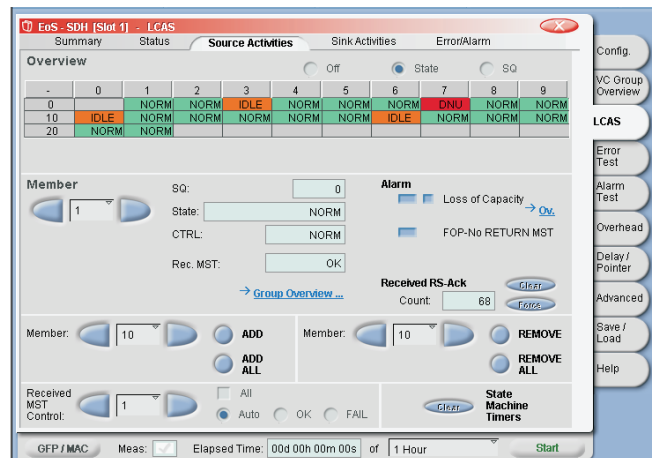 EoS - SDH [Slot 1] - LCAS
Summary Status Source Activities Sink Activities Error/Alarm
Overview Off State SQ
- 0 1 2 3 4 5 6 7 8 9
0 NORM NORM IDLE NORM NORM NORM DNU NORM NORM
10 IDLE NORM NORM NORM NORM NORM IDLE NORM NORM NORM
20 NORM NORM
Member
1
SQ: 0
State: NORM
CTRL: NORM
Rec. MST: OK
→ Group Overview ...
Alarm
Loss of Capacity
→ Ov.
FOP-No RETURN MST
Received RS-Ack Clear
Count: 68 Force
Member: 10 ADD
ADD
ALL
Member: 10 REMOVE
REMOVE
ALL
Received
MST
Control:
1
All
Auto OK FAIL
Clear
State
Machine
Timers
GFP / MAC Meas: Elapsed Time: 00d 00h 00m 00s of 1 Hour Start
Config.
VC Group
Overview
LCAS
Error
Test
Alarm
Test
Overhead
Delay /
Pointer
Advanced
Save /
Load
Help